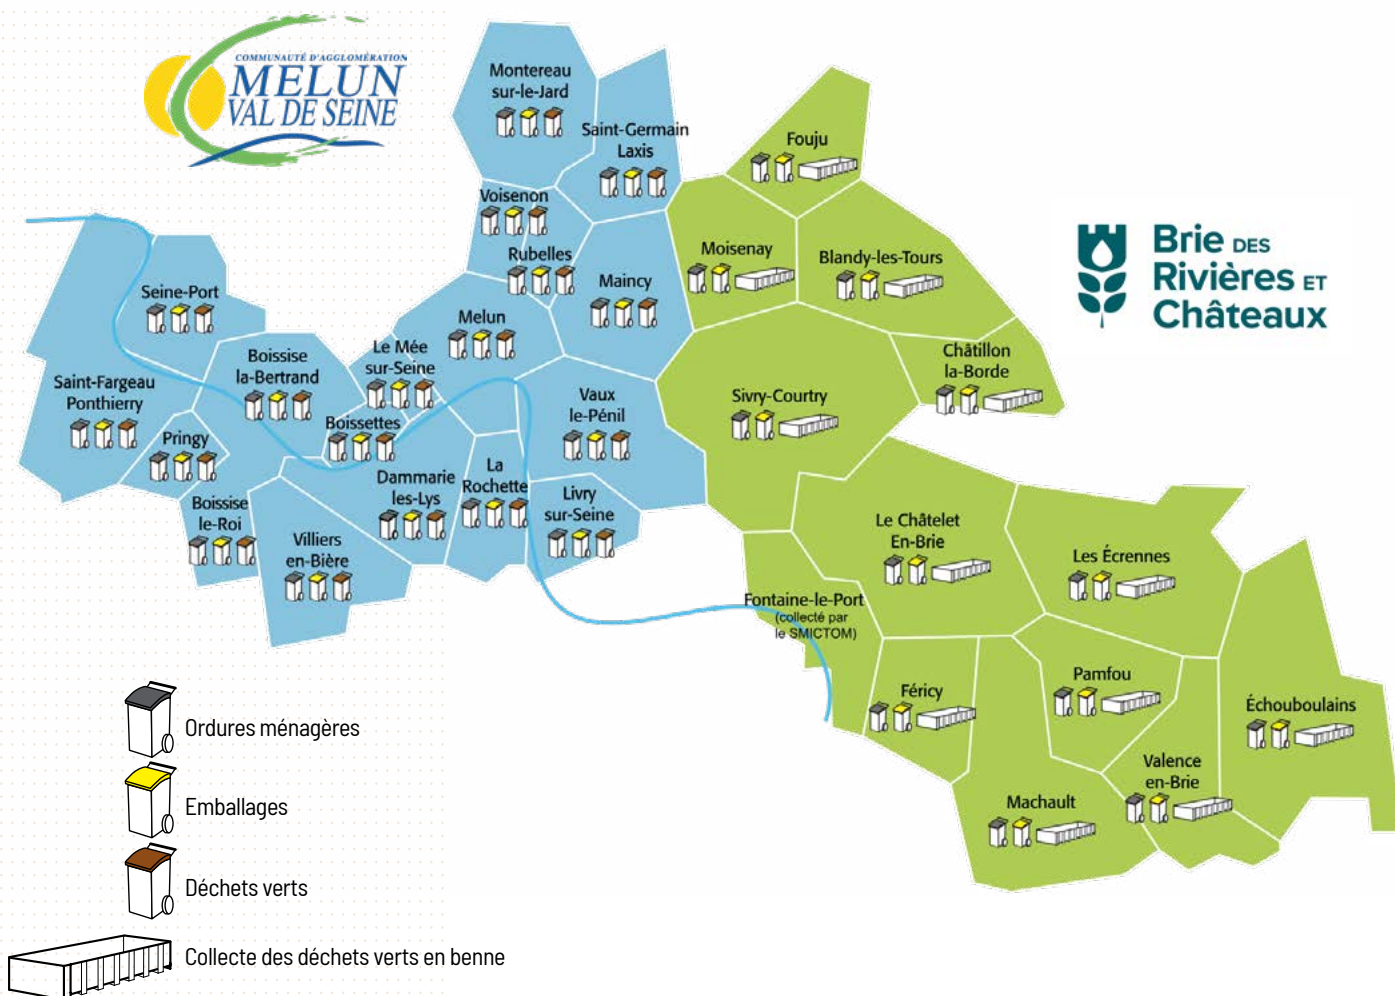 COMMUNAUTÉ D'AGGLOMÉRATION
MELUN
VAL DE SEINE
Montereau
sur-le-Jard
Saint-Germain
Laxis
Fouju
Voisenon
Rubelles
Moisenay
Blandy-les-Tours
Brie DES
Rivières ET
Châteaux
Seine-Port
Maincy
Melun
Boissise
la-Bertrand
Le Mée
sur-Seine
Châtillon
la-Borde
Saint-Fargeau
Ponthierry
Vaux
le-Pénil
Sivry-Courtry
Pringy
Boissettes
Dammarie
les-Lys
La
Rochette
Livry
sur-Seine
Boissise
le-Roi
Villiers
en-Bière
Le Châtelet
En-Brie
Les Écrennes
Fontaine-le-Port
(collecté par
le SMICTOM)
Féricy
Pamfou
Échouboulains
Valence
en-Brie
Machault
Ordures ménagères
Emballages
Déchets verts
Collecte des déchets verts en benne